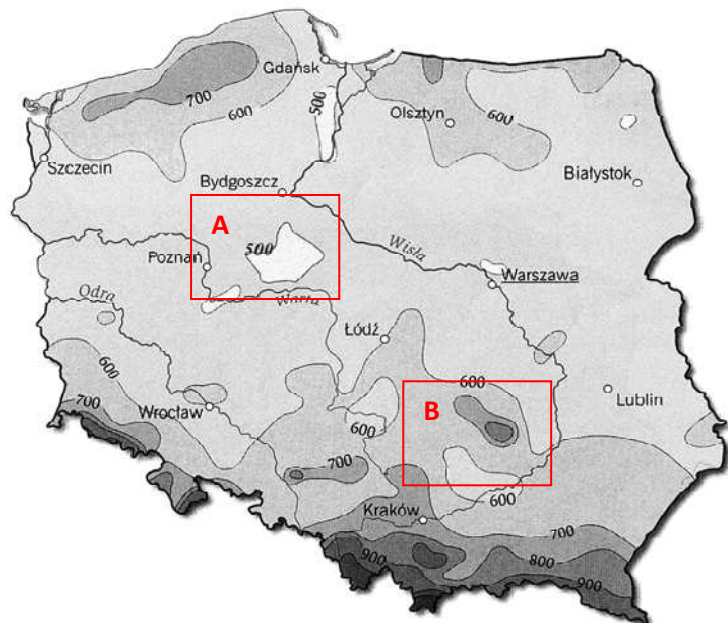 Gdańsk
700
600
500
Olsztyn
600
Szczecin
Bydgoszcz
Białystok
A
500
Poznań
Wisła
Warszawa
Odra
Warta
Łódź
600
600
Lublin
700
Wrocław
B
600
700
600
Kraków
700
900
800
900